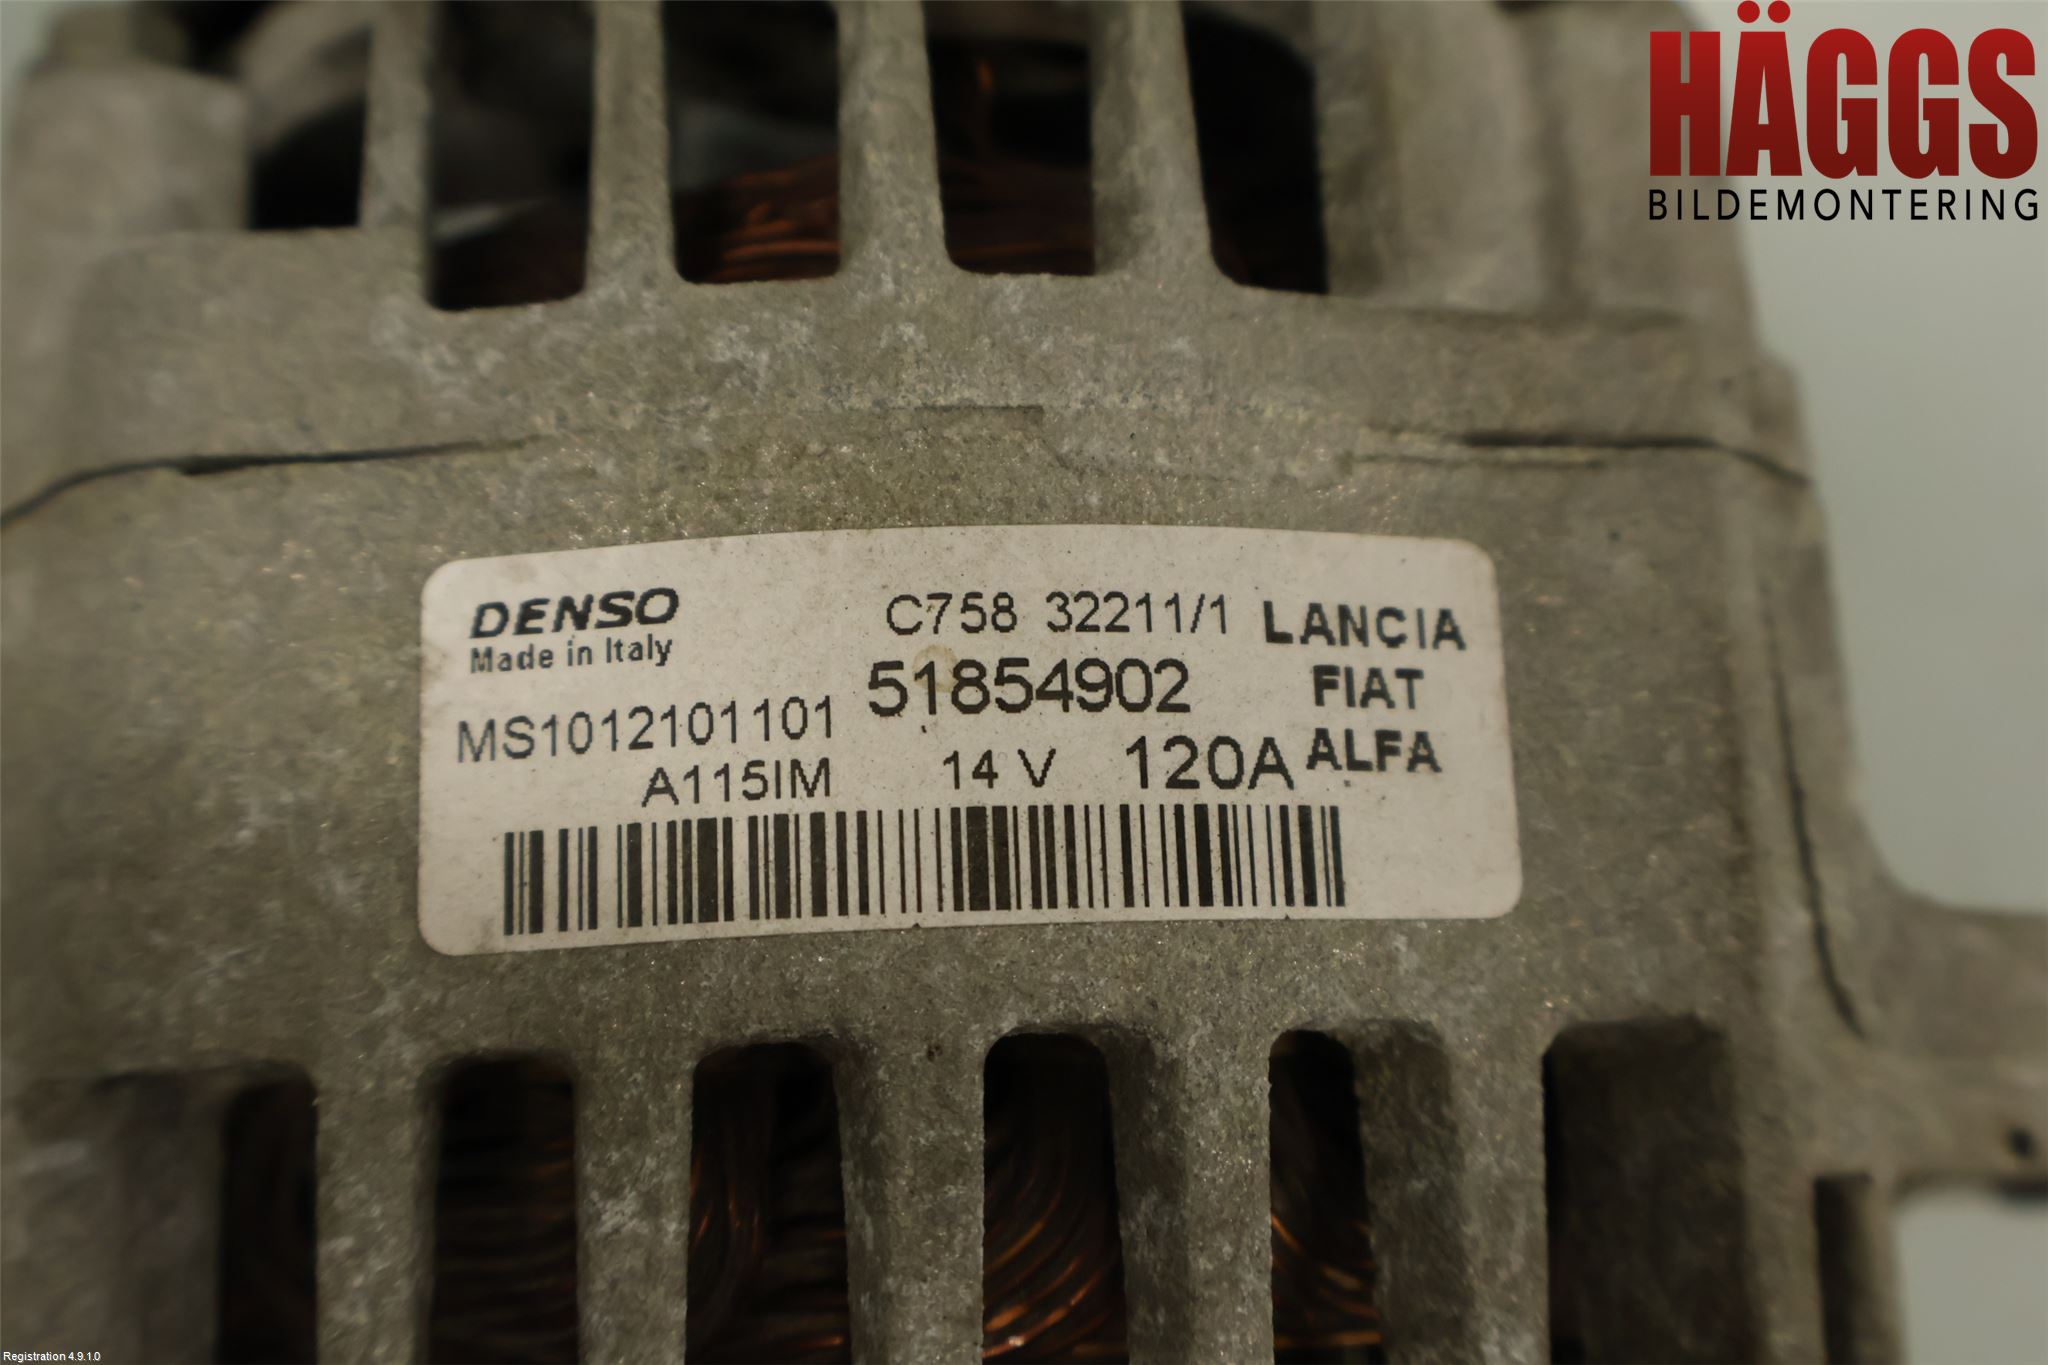 HÄGGS
BILDEMONTERING
DENSO
Made in Italy
C758 32211/1
LANCIA
51854902
FIAT
MS1012101101
A115IM
14 V
120A
ALFA
Registration 4.9.1.0